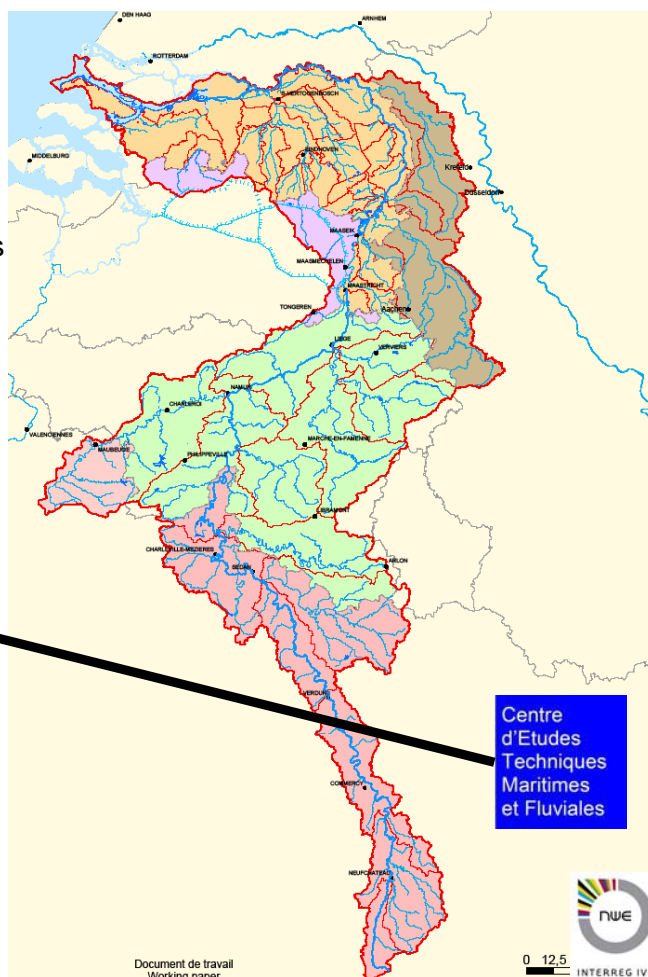 DEN HAAG
ARNHEM
ROTTERDAM
S-HERTOGENBOSCH
MIDDELBURG
EINDHOVEN
Krefeld
Düsseldorf
s
MAASEIK
MAASMECHELEN
MAASTRICHT
TONGEREN
Aachen
LIEGE
VERVIERS
NAMUR
CHARLEROI
VALENCIENNES
MAUBEUGE
MARCHE-EN-FAMENNE
PHILIPPEVILLE
LIBRAMONT
CHARLEVILLE-MEZIERES
SEDAN
ARLON
VERDUN
Centre
d'Etudes
Techniques
Maritimes
et Fluviales
COMMERCY
NEUFCHATEAU
nwe
INTERREG IV
0 12,5
Document de travail
Working paper